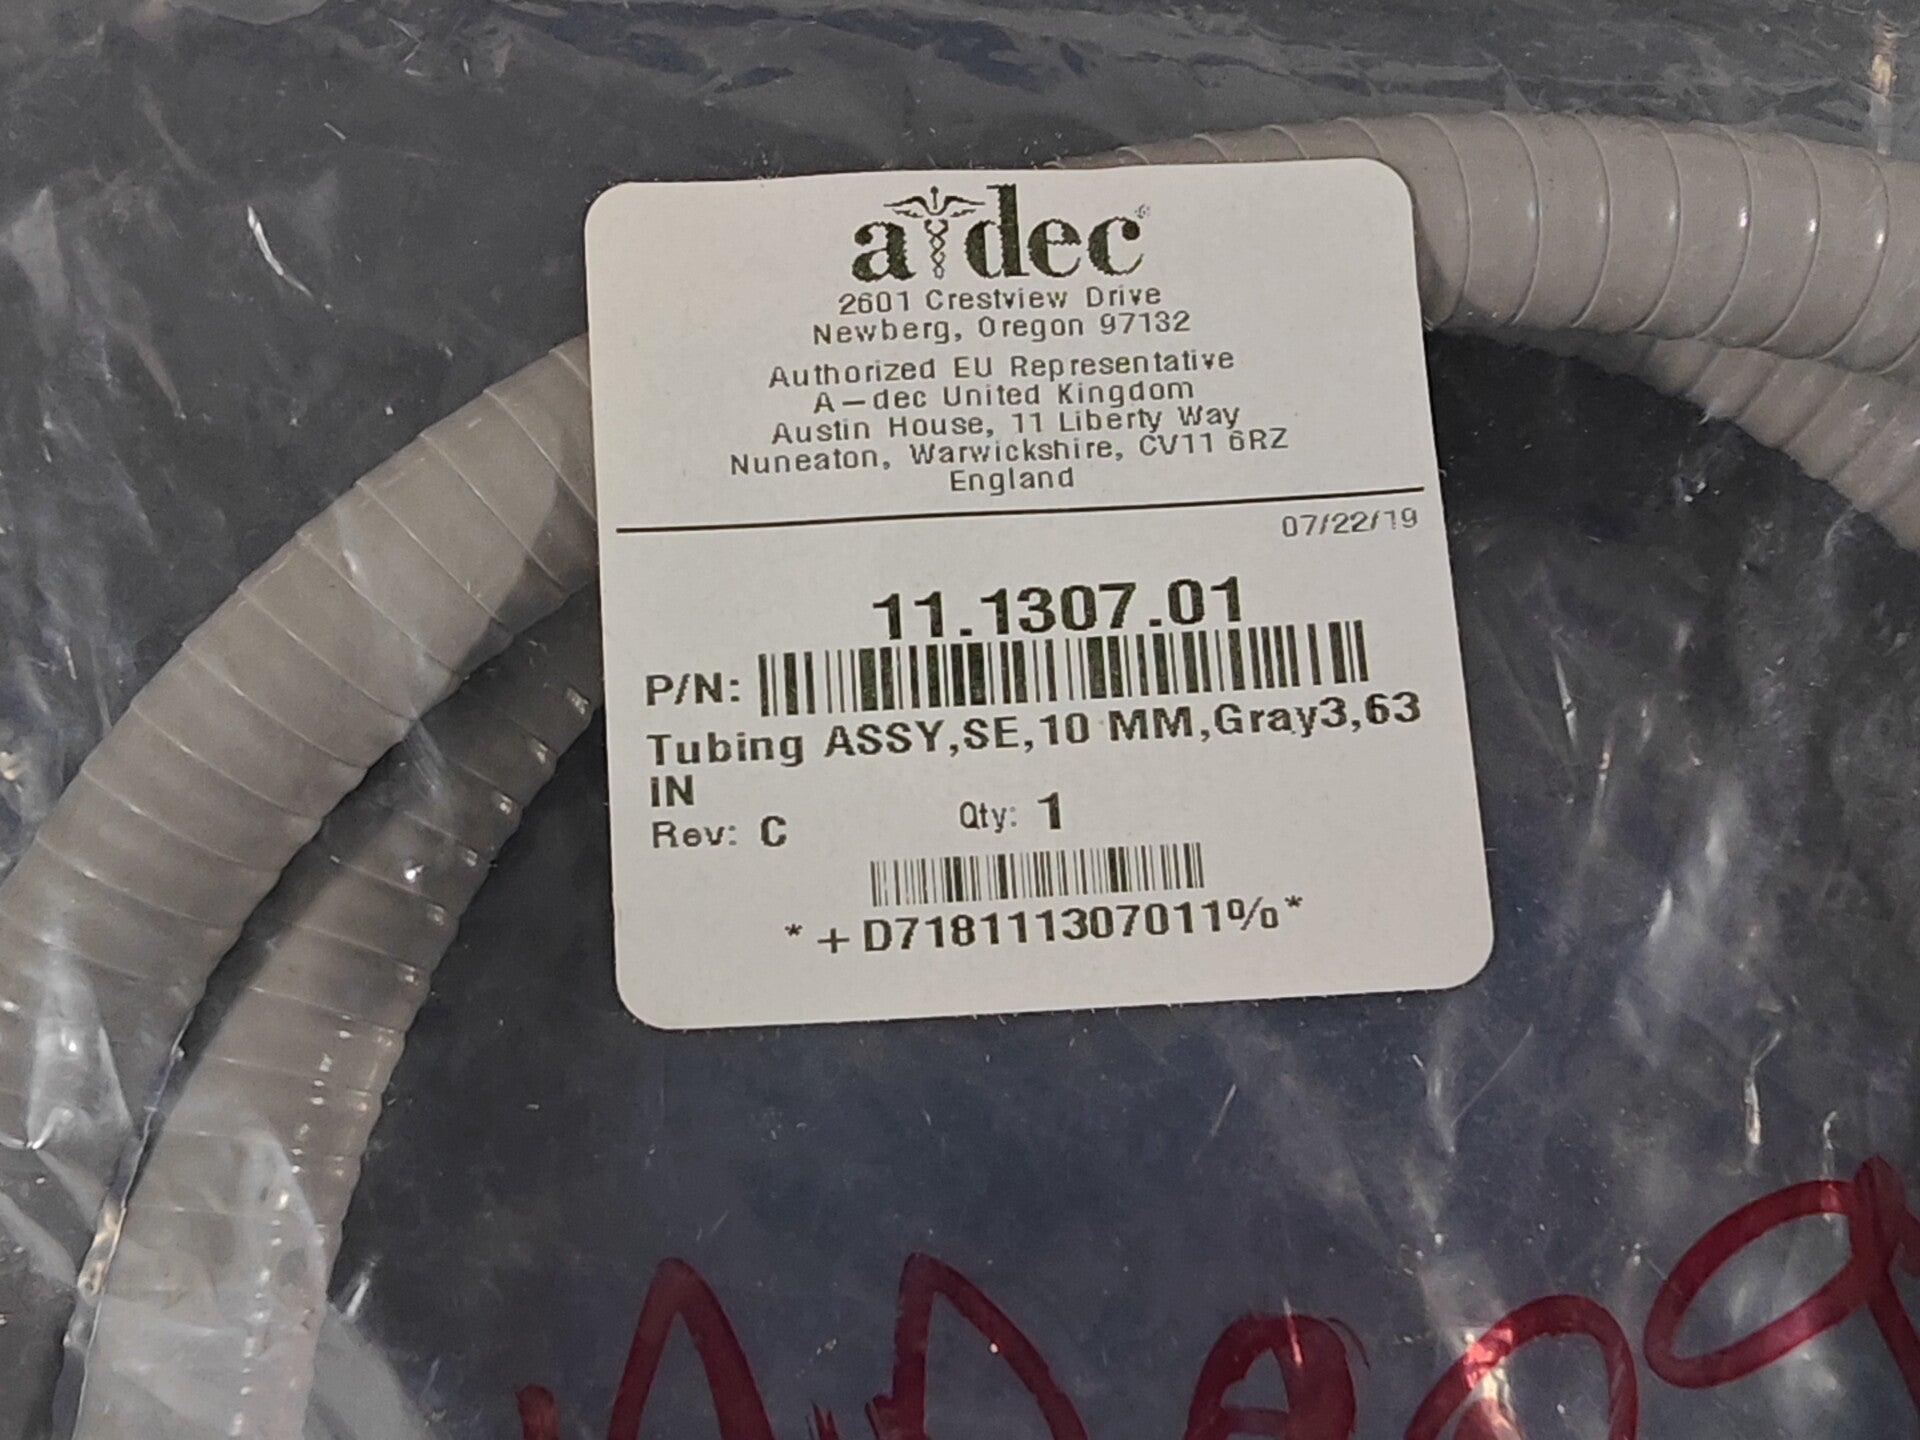 a dec®
2601 Crestview Drive
Newberg, Oregon 97132
Authorized EU Representative
A–dec United Kingdom
Austin House, 11 Liberty Way
Nuneaton, Warwickshire, CV11 6RZ
England
07/22/19
11.1307.01
P/N:
Tubing ASSY,SE,10 MM,Gray3,63
IN
Rev: C Qty: 1
*+D718111307011%*